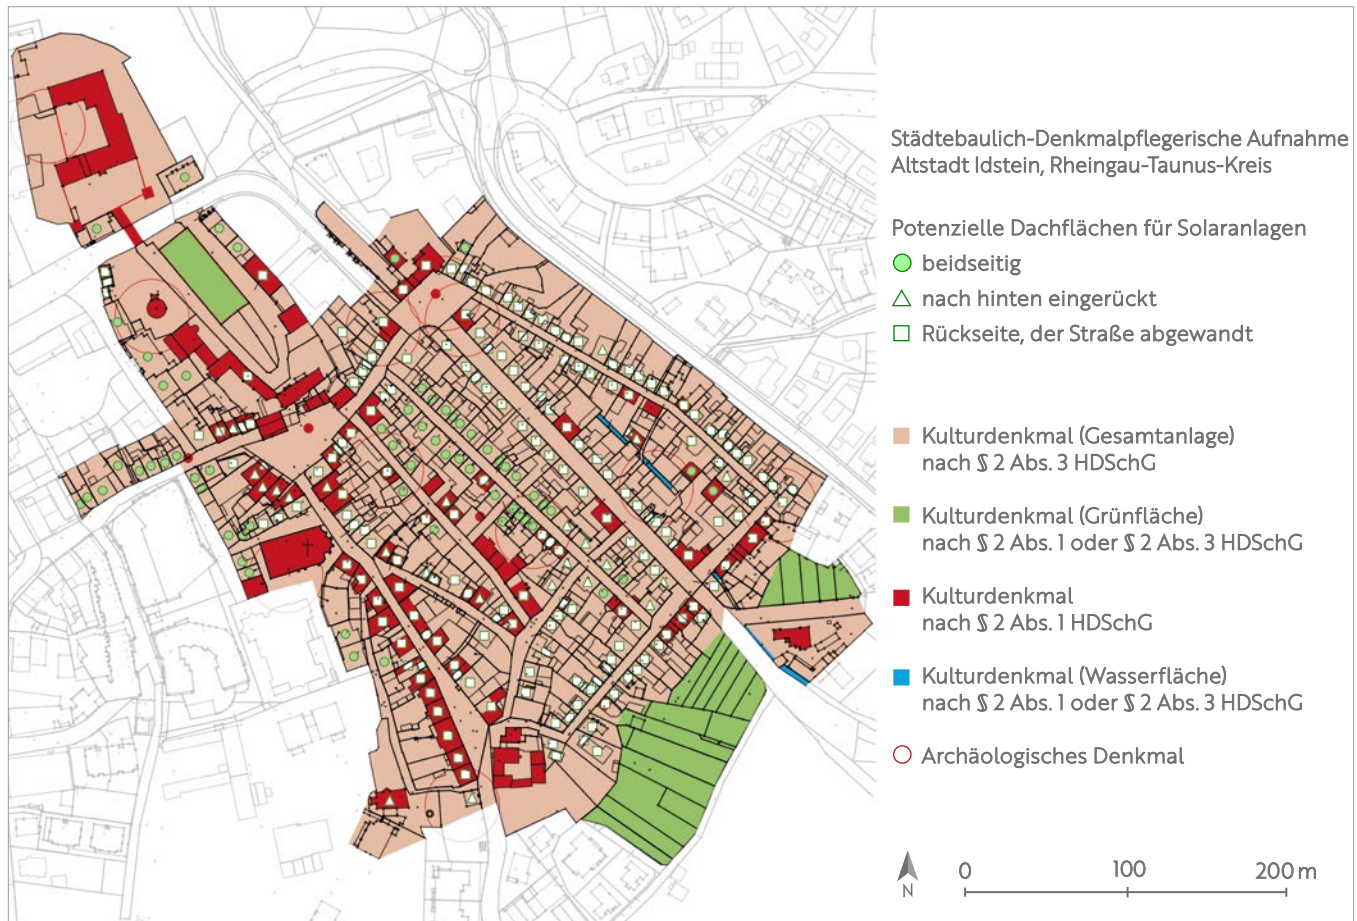 Städtebaulich-Denkmalpflegerische Aufnahme
Altstadt Idstein, Rheingau-Taunus-Kreis
Potenzielle Dachflächen für Solaranlagen
beidseitig
nach hinten eingerückt
Rückseite, der Straße abgewandt
Kulturdenkmal (Gesamtanlage)
nach § 2 Abs. 3 HDSchG
Kulturdenkmal (Grünfläche)
nach § 2 Abs. 1 oder § 2 Abs. 3 HDSchG
Kulturdenkmal
nach § 2 Abs. 1 HDSchG
Kulturdenkmal (Wasserfläche)
nach § 2 Abs. 1 oder § 2 Abs. 3 HDSchG
Archäologisches Denkmal
N
0 100 200 m